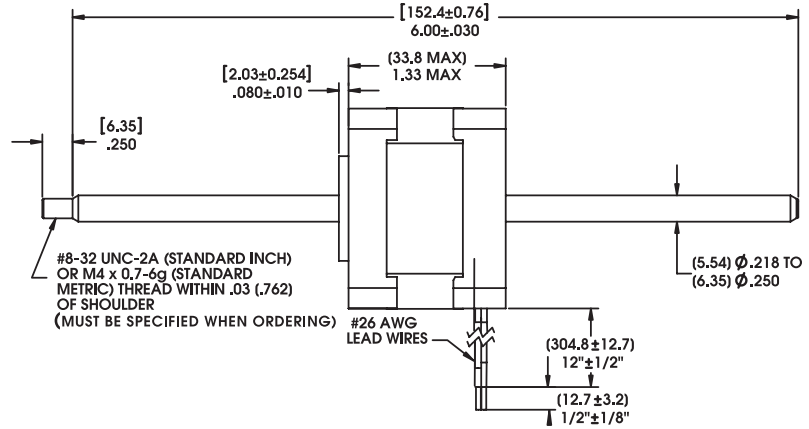 [152.4±0.76]
6.00±.030
(33.8 MAX)
1.33 MAX
[2.03±0.254]
.080±.010
[6.35]
.250
#8-32 UNC-2A (STANDARD INCH)
OR M4 x 0.7-6g (STANDARD
METRIC) THREAD WITHIN .03 (.762)
OF SHOULDER
(MUST BE SPECIFIED WHEN ORDERING)
#26 AWG
LEAD WIRES
(5.54) Ø.218 TO
(6.35) Ø.250
(304.8±12.7)
12"±1/2"
(12.7±3.2)
1/2"±1/8"